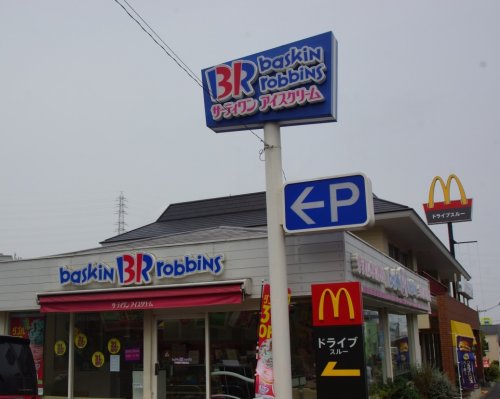 baskin
BR
robbins
サーティワン アイスクリーム
P
M
ドライブスルー
baskin BR robbins
サーティワン アイスクリーム
M
ドライブ
スルー